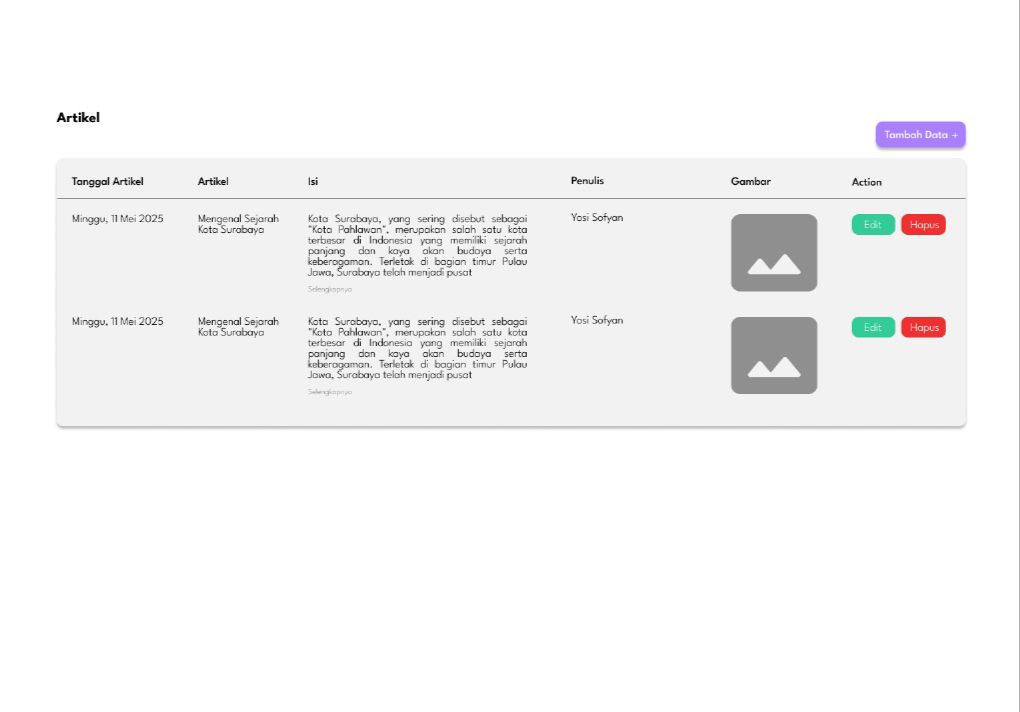 Artikel
Tambah Data +
Tanggal Artikel
Artikel
Isi
Penulis
Gambar
Action
Minggu, 11 Mei 2025
Mengenal Sejarah
Kota Surabaya
Kota Surabaya, yang sering disebut sebagai
"Kota Pahlawan", merupakan salah satu kota
terbesar di Indonesia yang memiliki sejarah
panjang dan kaya akan budaya serta
keberagaman. Terletak di bagian timur Pulau
Jawa, Surabaya telah menjadi pusat
Selengkapnya
Yosi Sofyan
Edit
Hapus
Minggu, 11 Mei 2025
Mengenal Sejarah
Kota Surabaya
Kota Surabaya, yang sering disebut sebagai
"Kota Pahlawan", merupakan salah satu kota
terbesar di Indonesia yang memiliki sejarah
panjang dan kaya akan budaya serta
keberagaman. Terletak di bagian timur Pulau
Jawa, Surabaya telah menjadi pusat
Selengkapnya
Yosi Sofyan
Edit
Hapus